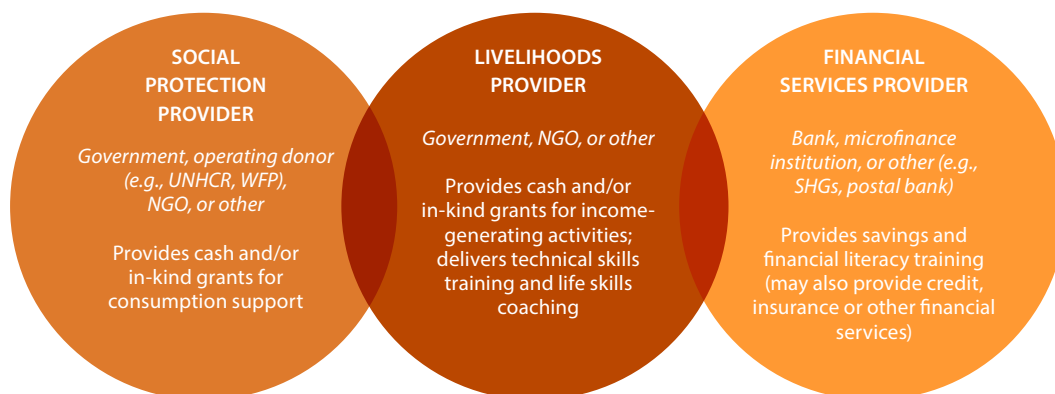 SOCIAL
PROTECTION
PROVIDER
Government, operating donor
(e.g., UNHCR, WFP),
NGO, or other
Provides cash and/or
in-kind grants for
consumption support
LIVELIHOODS
PROVIDER
Government, NGO, or other
Provides cash and/or
in-kind grants for income-
generating activities;
delivers technical skills
training and life skills
coaching
FINANCIAL
SERVICES PROVIDER
Bank, microfinance
institution, or other (e.g.,
SHGs, postal bank)
Provides savings and
financial literacy training
(may also provide credit,
insurance or other financial
services)